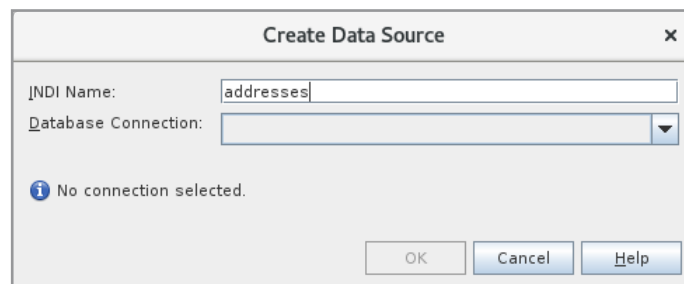 Create Data Source
JNDI Name: addresses
Database Connection:
No connection selected.
OK Cancel Help